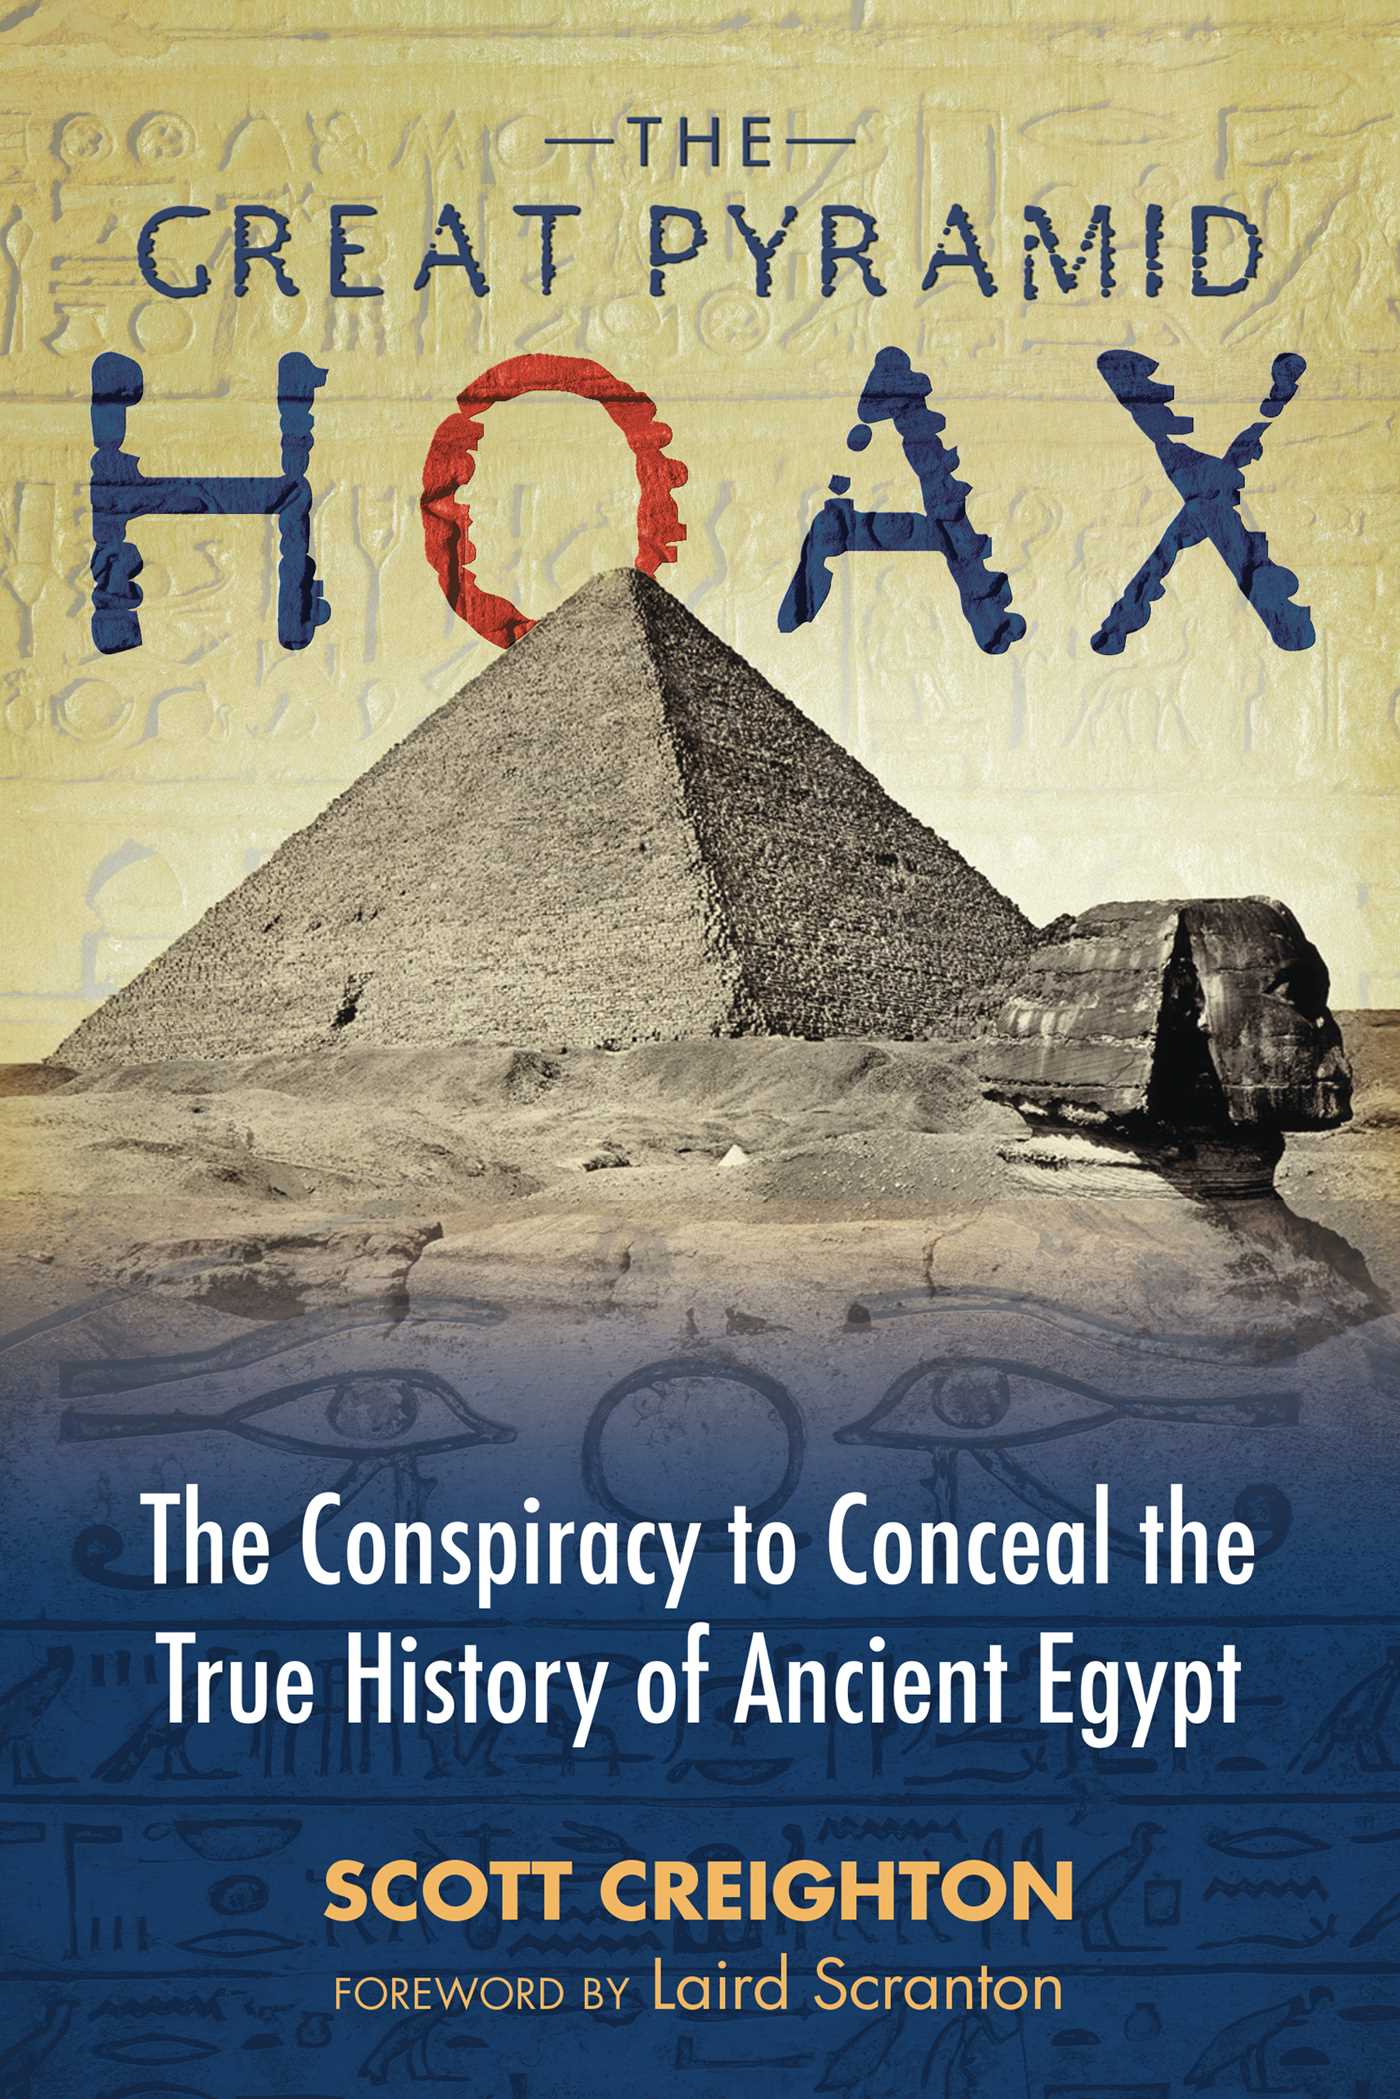 THE
GREAT PYRAMID
HOAX
The Conspiracy to Conceal the
True History of Ancient Egypt
SCOTT CREIGHTON
FOREWORD BY Laird Scranton